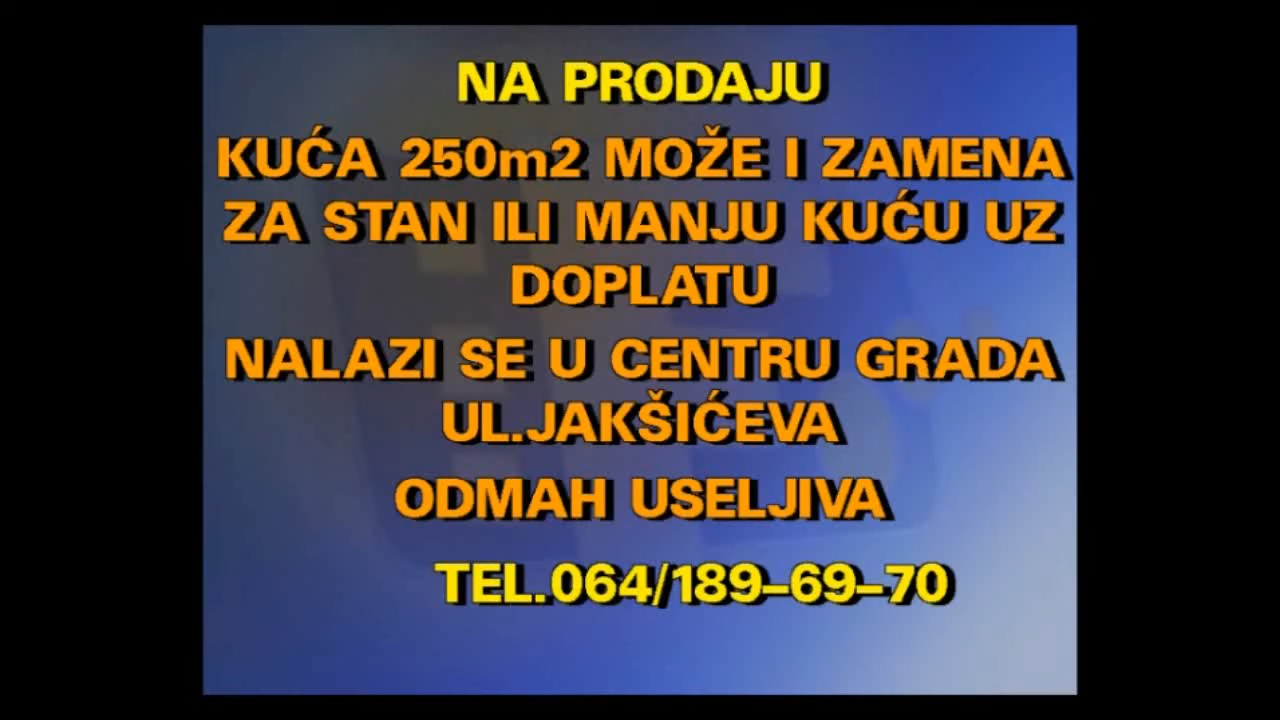 NA PRODAJU
KUĆA 250m2 MOŽE I ZAMENA
ZA STAN ILI MANJU KUĆU UZ
DOPLATU
NALAZI SE U CENTRU GRADA
UL.JAKŠIĆEVA
ODMAH USELJIVA
TEL.064/189–69–70